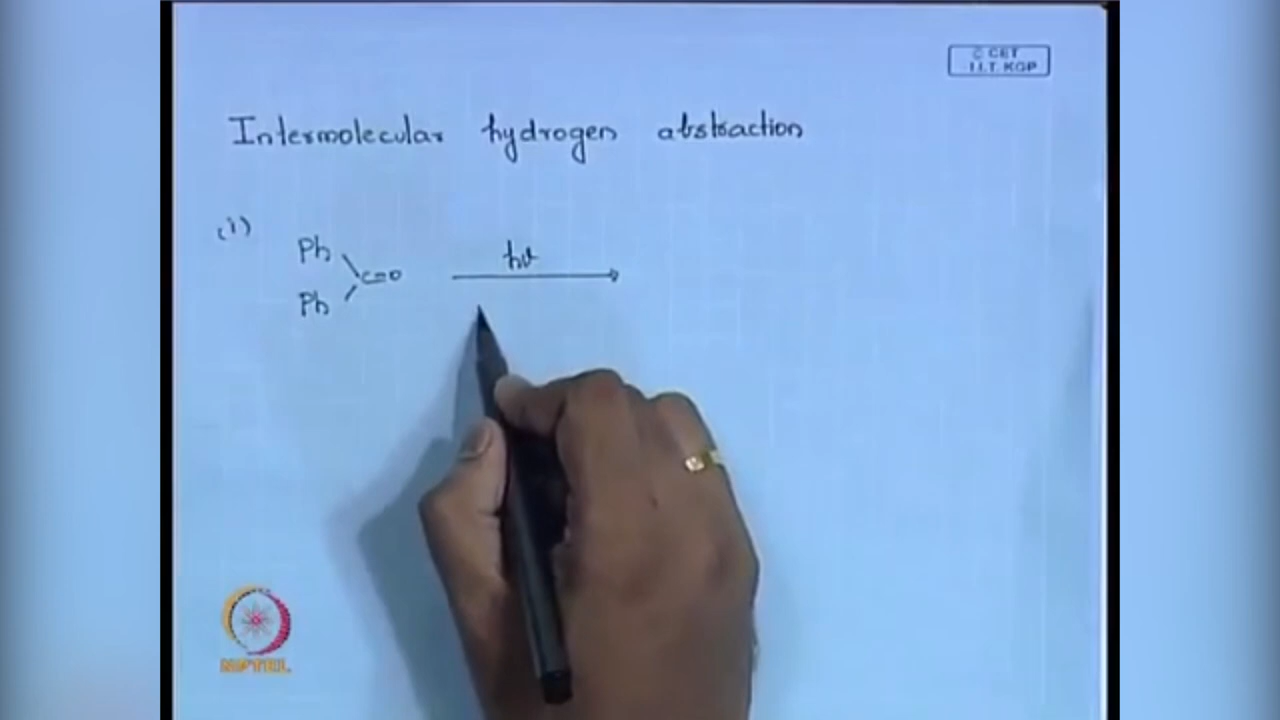 © CET
I.I.T. KGP
Intermolecular hydrogen abstraction
(i)
Ph
C=O
Ph
hν
NPTEL